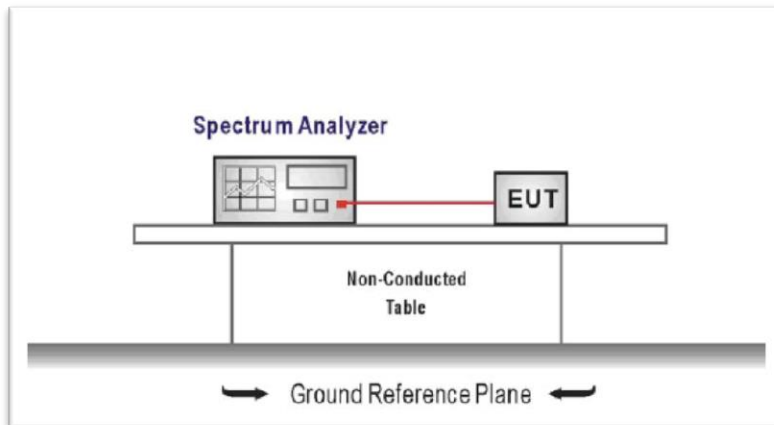 Spectrum Analyzer
EUT
Non-Conducted
Table
Ground Reference Plane